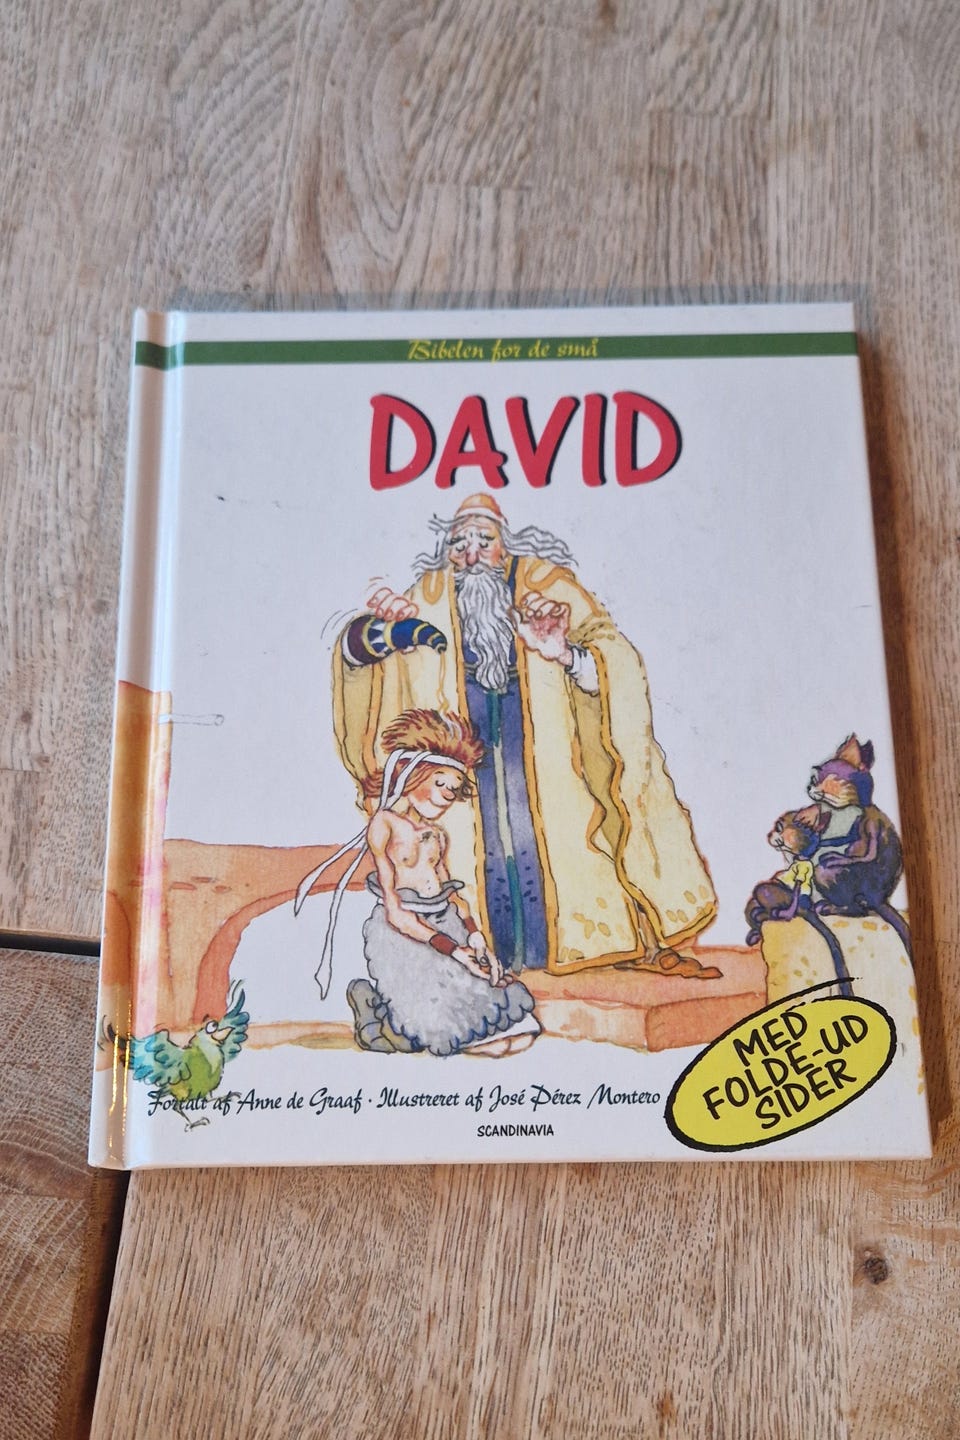 Bibelen for de små
DAVID
Fortalt af Anne de Graaf · Illustreret af José Pérez Montero
SCANDINAVIA
MED
FOLDE-UD
SIDER